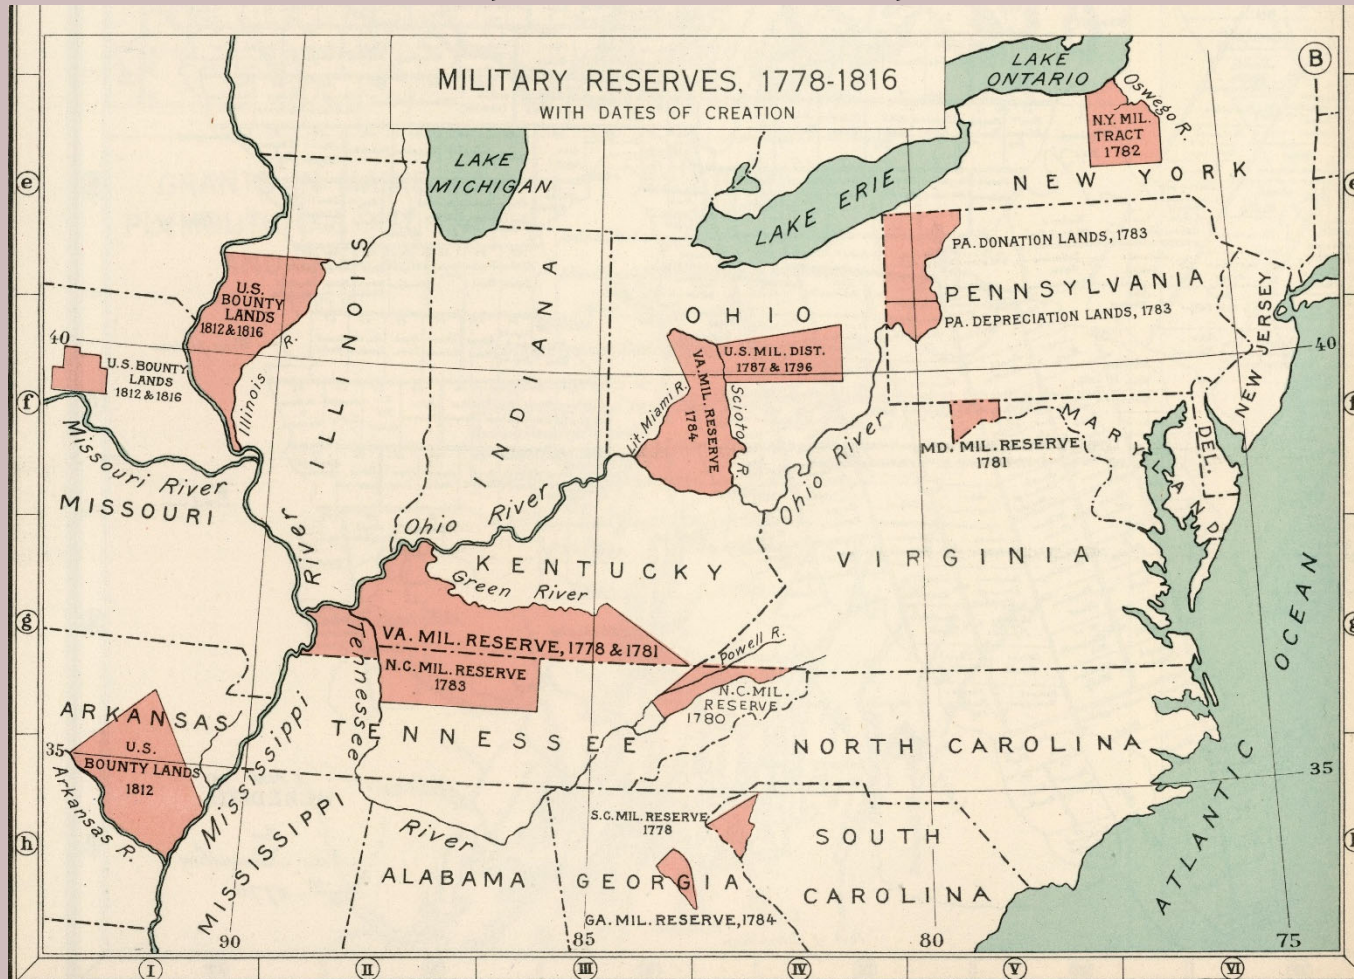 MILITARY RESERVES, 1778-1816
WITH DATES OF CREATION
B
LAKE
ONTARIO
Oswego R.
N.Y. MIL.
TRACT
1782
NEW YORK
LAKE
MICHIGAN
LAKE ERIE
e
PA. DONATION LANDS, 1783
PENNSYLVANIA
PA. DEPRECIATION LANDS, 1783
NEW JERSEY
U.S.
BOUNTY
LANDS
1812 & 1816
Illinois R.
ILLINOIS
INDIANA
OHIO
U.S. MIL. DIST.
1787 & 1796
VA. MIL. RESERVE
1784
Lit. Miami R.
Scioto R.
40
40
U.S. BOUNTY
LANDS
1812 & 1816
f
MD. MIL. RESERVE
1781
MARYLAND
DEL.
Missouri River
MISSOURI
River
Ohio River
Ohio River
KENTUCKY
Green River
VIRGINIA
g
VA. MIL. RESERVE, 1778 & 1781
N.C. MIL. RESERVE
1783
Powell R.
N.C. MIL.
RESERVE
1780
Tennessee
TENNESSEE
NORTH CAROLINA
ARKANSAS
35
35
U.S.
BOUNTY LANDS
1812
Arkansas R.
Mississippi
MISSISSIPPI
River
ALABAMA
GEORGIA
S.C. MIL. RESERVE
1778
SOUTH
CAROLINA
GA. MIL. RESERVE, 1784
ATLANTIC
OCEAN
h
90
85
80
75
I
II
III
IV
V
VI